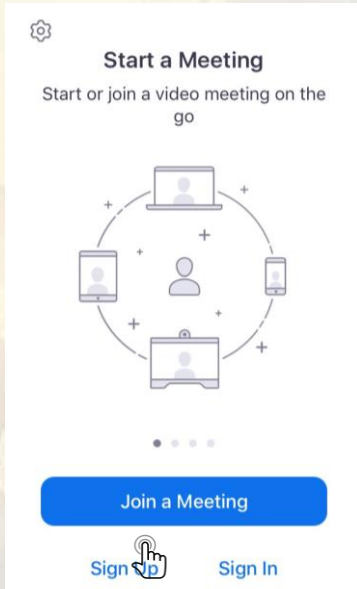 Start a Meeting
Start or join a video meeting on the
go
Join a Meeting
Sign Up Sign In